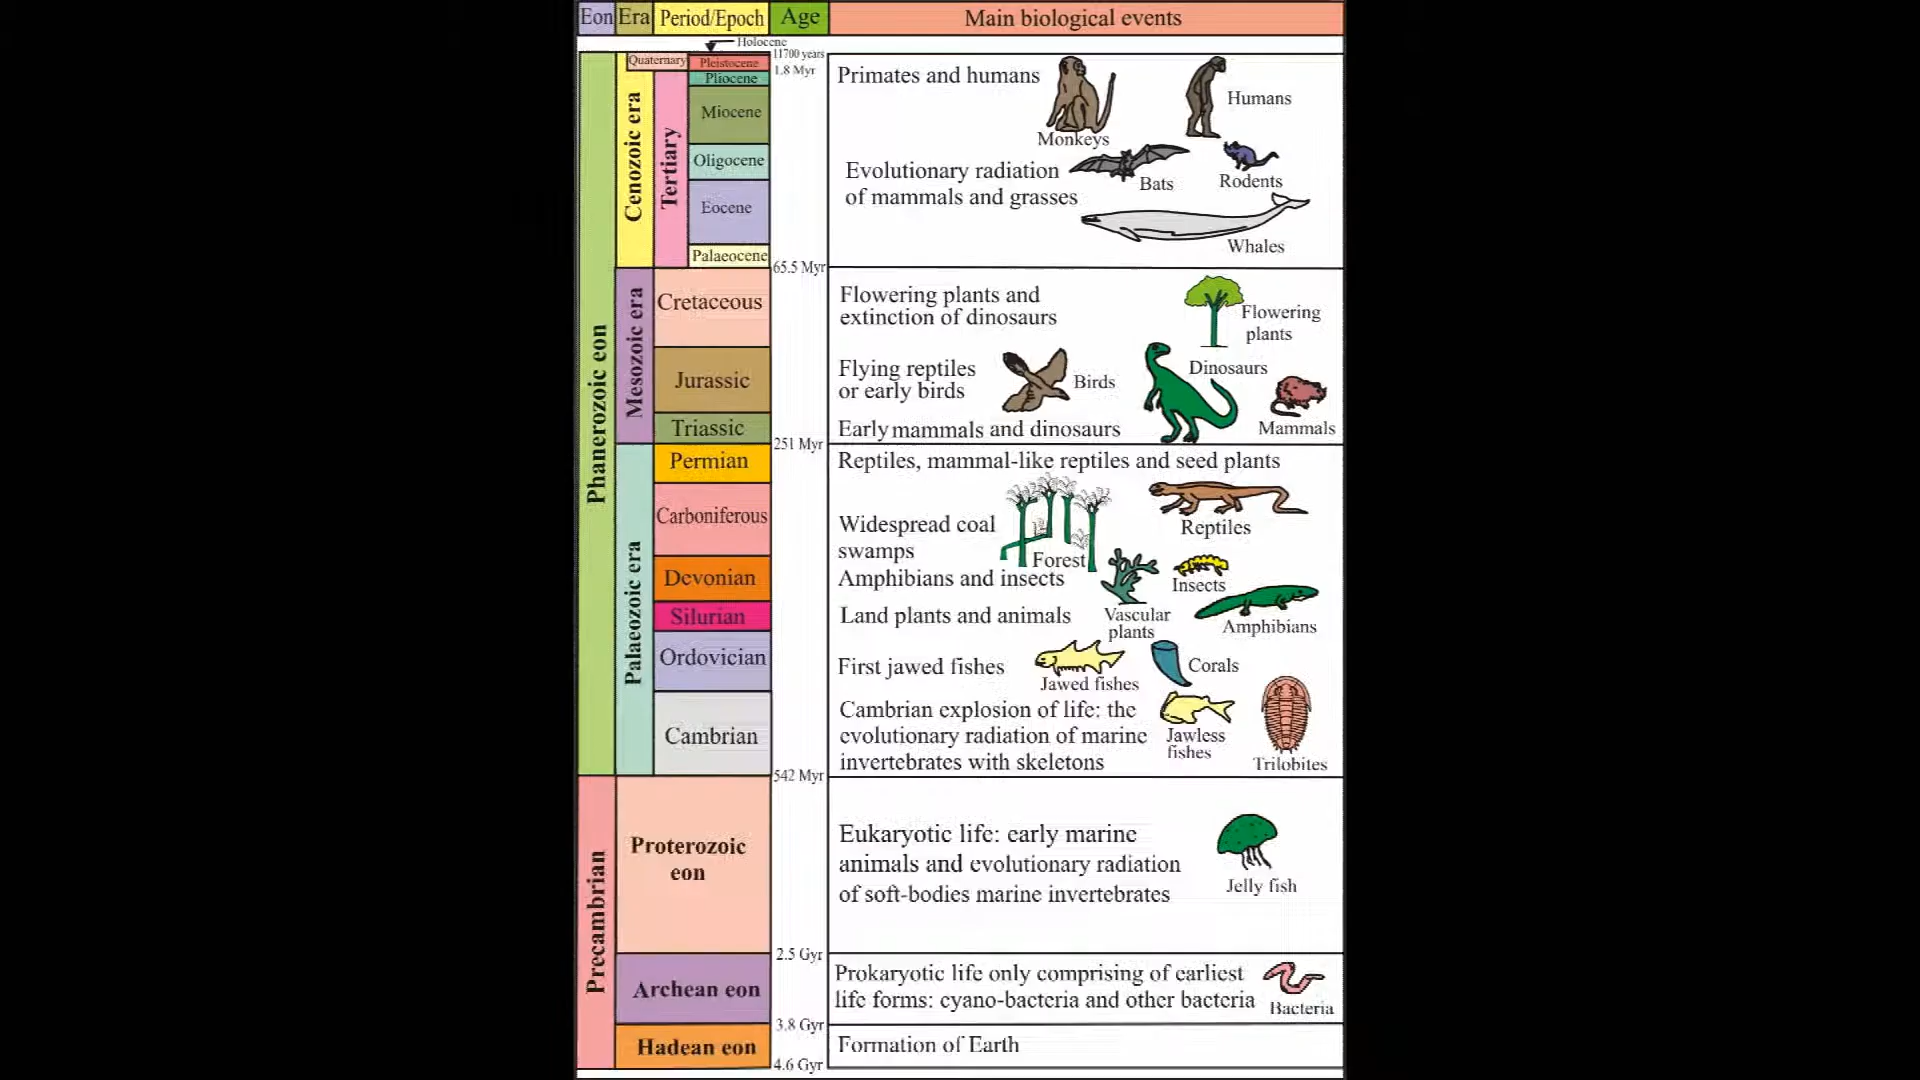 Eon Era Period/Epoch Age Main biological events
Holocene
11700 years
Quaternary Pleistocene
1.8 Myr
Pliocene
Primates and humans
Humans
Miocene
Monkeys
Oligocene
Evolutionary radiation
of mammals and grasses
Bats
Rodents
Eocene
Whales
Palaeocene
Tertiary
Cenozoic era
65.5 Myr
Phanerozoic eon
Mesozoic era
Cretaceous
Flowering plants and
extinction of dinosaurs
Flowering
plants
Jurassic
Flying reptiles
or early birds
Birds
Dinosaurs
Triassic
Early mammals and dinosaurs
Mammals
251 Myr
Palaeozoic era
Permian
Reptiles, mammal-like reptiles and seed plants
Carboniferous
Widespread coal
swamps
Forest
Reptiles
Devonian
Amphibians and insects
Insects
Silurian
Land plants and animals
Vascular
plants
Amphibians
Ordovician
First jawed fishes
Jawed fishes
Corals
Cambrian
Cambrian explosion of life: the
evolutionary radiation of marine
invertebrates with skeletons
Jawless
fishes
Trilobites
542 Myr
Precambrian
Proterozoic
eon
Eukaryotic life: early marine
animals and evolutionary radiation
of soft-bodies marine invertebrates
Jelly fish
2.5 Gyr
Archean eon
Prokaryotic life only comprising of earliest
life forms: cyano-bacteria and other bacteria
Bacteria
3.8 Gyr
Hadean eon
Formation of Earth
4.6 Gyr